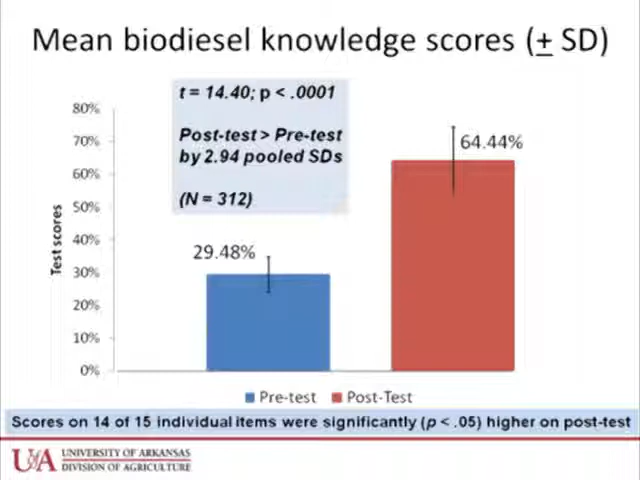 Mean biodiesel knowledge scores (± SD)
t = 14.40; p < .0001
Post-test > Pre-test
by 2.94 pooled SDs
(N = 312)
80%
70%
60%
50%
40%
30%
20%
10%
0%
Test scores
29.48%
64.44%
Pre-test
Post-Test
Scores on 14 of 15 individual items were significantly (p < .05) higher on post-test
UA UNIVERSITY OF ARKANSAS
DIVISION OF AGRICULTURE